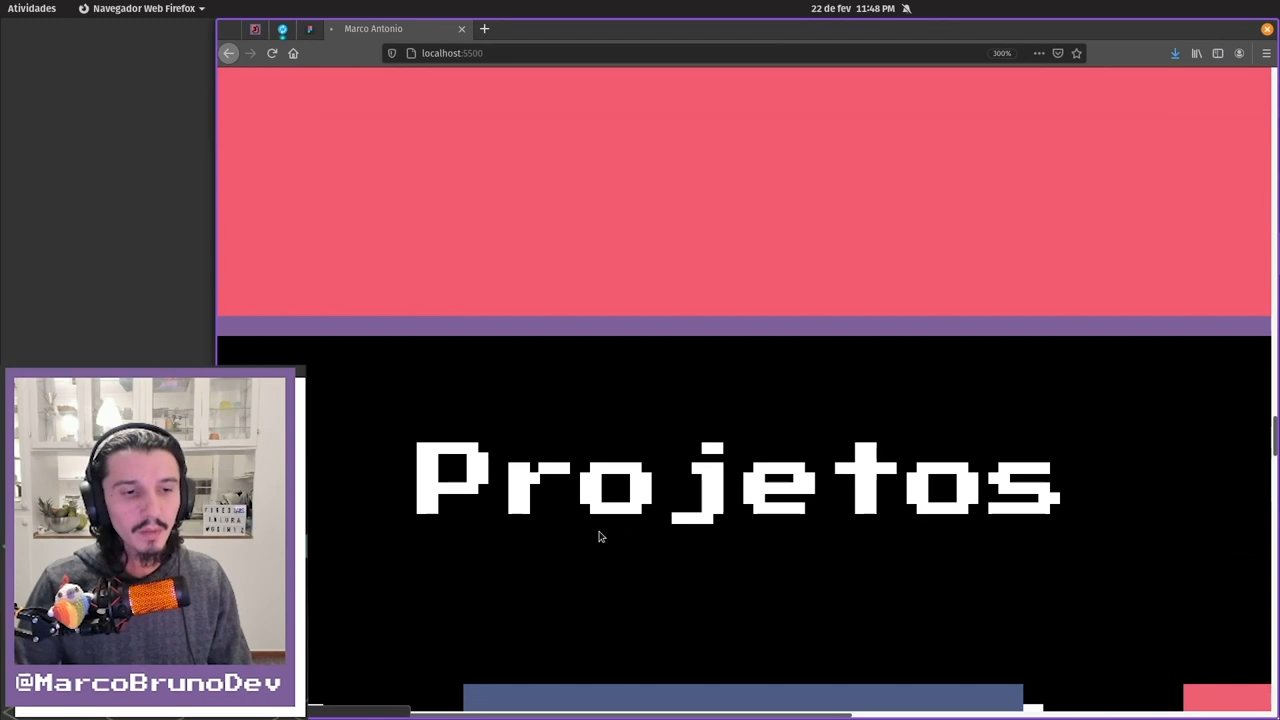 Atividades
Navegador Web Firefox
22 de fev 11:48 PM
Marco Antonio
localhost:5500
300%
Projetos
@MarcoBrunoDev